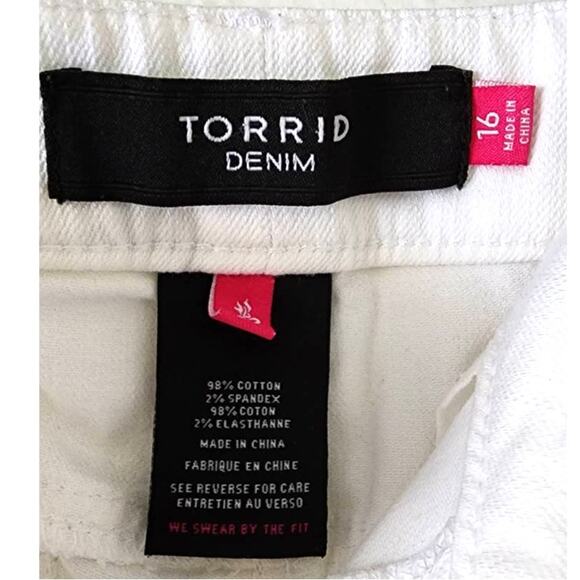 TORRID
DENIM
16
MADE IN
CHINA
98% COTTON
2% SPANDEX
98% COTON
2% ELASTHANNE
MADE IN CHINA
FABRIQUE EN CHINE
SEE REVERSE FOR CARE
ENTRETIEN AU VERSO
WE SWEAR BY THE FIT